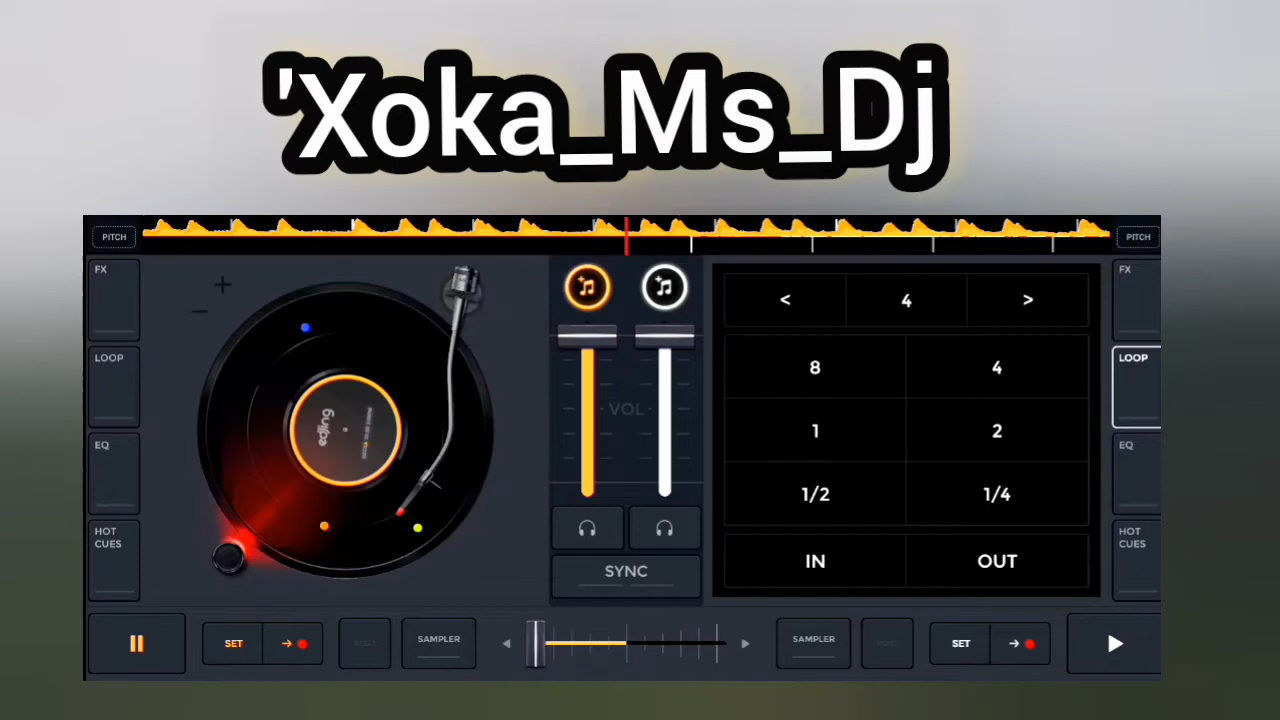 'Xoka_Ms_Dj
PITCH
PITCH
FX
LOOP
EQ
HOT
CUES
edjing
VOL
SYNC
< 4 >
8 4
1 2
1/2 1/4
IN OUT
FX
LOOP
EQ
HOT
CUES
SET
SAMPLER
SAMPLER
SET